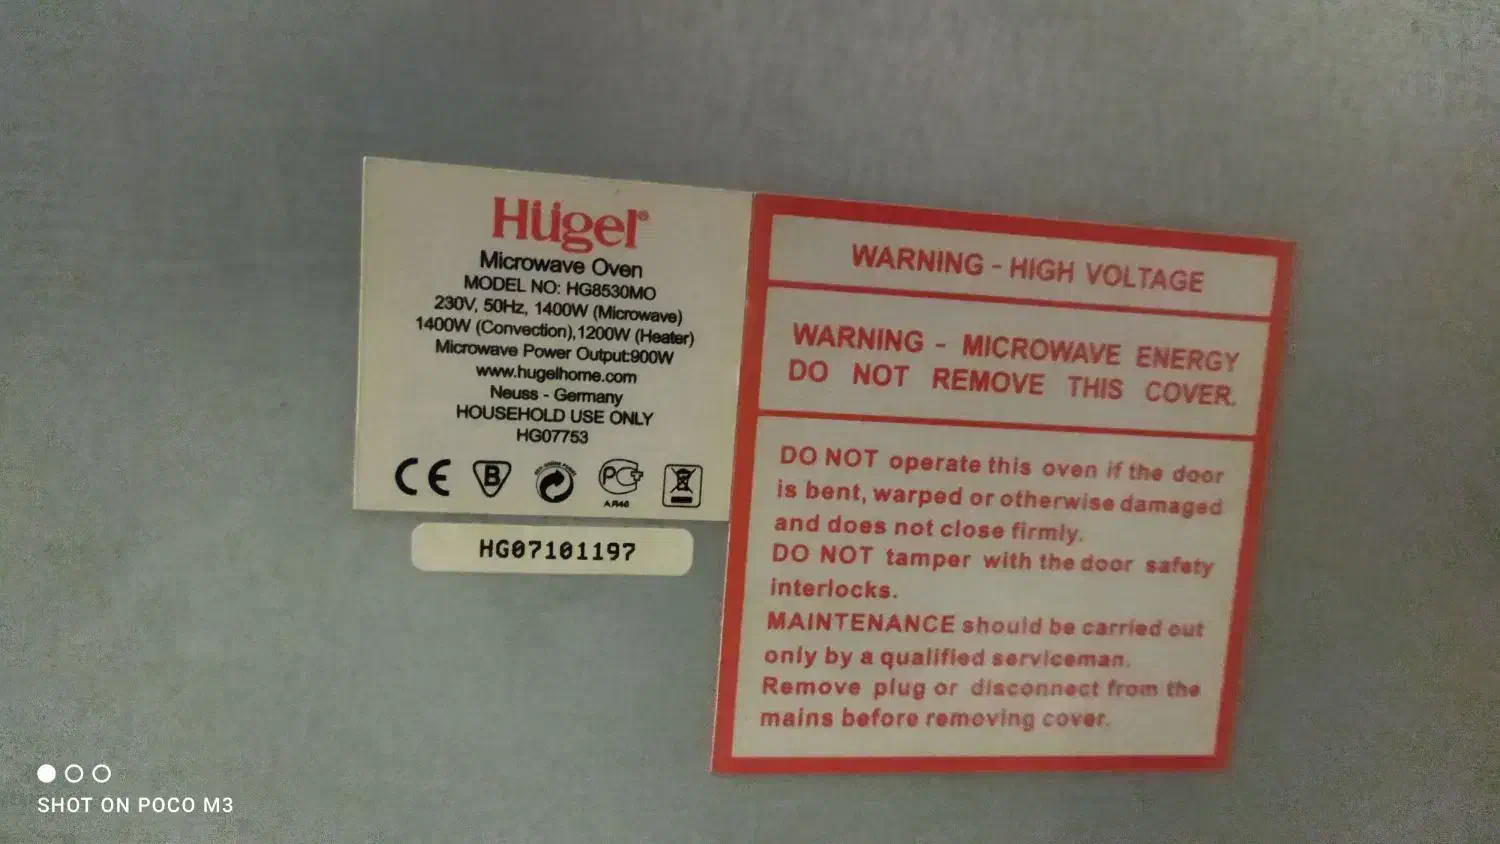 Hügel®
Microwave Oven
MODEL NO: HG8530MO
230V, 50Hz, 1400W (Microwave)
1400W (Convection),1200W (Heater)
Microwave Power Output:900W
www.hugelhome.com
Neuss - Germany
HOUSEHOLD USE ONLY
HG07753
CE B PC
HG07101197
WARNING - HIGH VOLTAGE
WARNING - MICROWAVE ENERGY
DO NOT REMOVE THIS COVER.
DO NOT operate this oven if the door
is bent, warped or otherwise damaged
and does not close firmly.
DO NOT tamper with the door safety
interlocks.
MAINTENANCE should be carried out
only by a qualified serviceman.
Remove plug or disconnect from the
mains before removing cover.
SHOT ON POCO M3